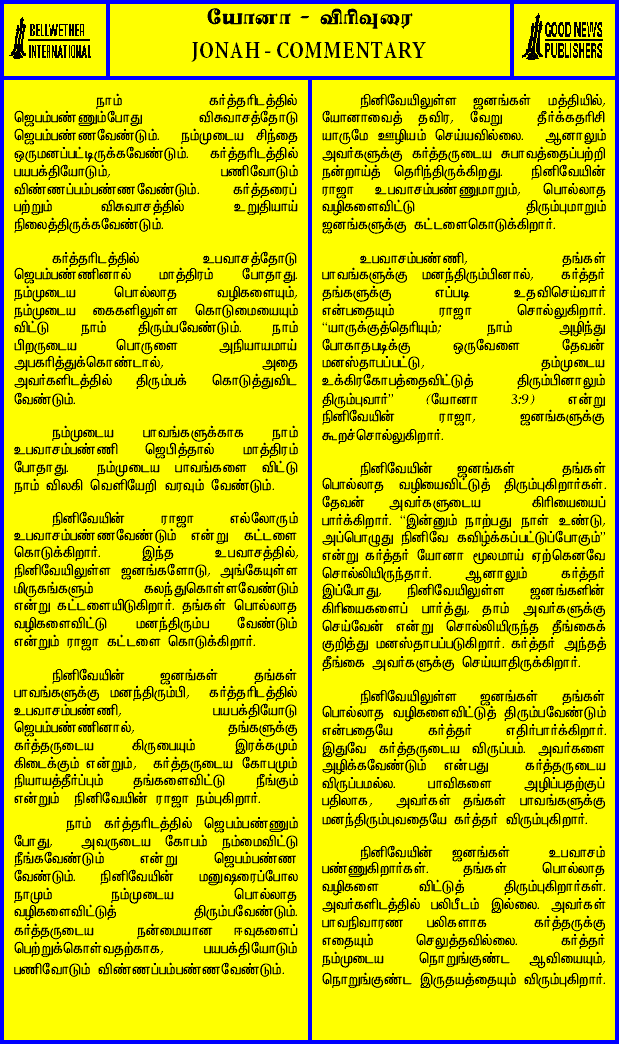 BELLWETHER
INTERNATIONAL
யோனா - விரிவுரை
JONAH - COMMENTARY
GOOD NEWS
PUBLISHERS
நாம் கர்த்தரிடத்தில்
ஜெபம்பண்ணும்போது விசுவாசத்தோடு
ஜெபம்பண்ணவேண்டும். நம்முடைய சிந்தை
ஒருமனப்பட்டிருக்கவேண்டும். கர்த்தரிடத்தில்
பயபக்தியோடும், பணிவோடும்
விண்ணப்பம்பண்ணவேண்டும். கர்த்தரைப்
பற்றும் விசுவாசத்தில் உறுதியாய்
நிலைத்திருக்கவேண்டும்.
கர்த்தரிடத்தில் உபவாசத்தோடு
ஜெபம்பண்ணினால் மாத்திரம் போதாது.
நம்முடைய பொல்லாத வழிகளையும்,
நம்முடைய கைகளிலுள்ள கொடுமையையும்
விட்டு நாம் திரும்பவேண்டும். நாம்
பிறருடைய பொருளை அநியாயமாய்
அபகரித்துக்கொண்டால், அதை
அவர்களிடத்தில் திரும்பக் கொடுத்துவிட
வேண்டும்.
நம்முடைய பாவங்களுக்காக நாம்
உபவாசம்பண்ணி ஜெபித்தால் மாத்திரம்
போதாது. நம்முடைய பாவங்களை விட்டு
நாம் விலகி வெளியேறி வரவும் வேண்டும்.
நினிவேயின் ராஜா எல்லோரும்
உபவாசம்பண்ணவேண்டும் என்று கட்டளை
கொடுக்கிறார். இந்த உபவாசத்தில்,
நினிவேயிலுள்ள ஜனங்களோடு, அங்கேயுள்ள
மிருகங்களும் கலந்துகொள்ளவேண்டும்
என்று கட்டளையிடுகிறார். தங்கள் பொல்லாத
வழிகளைவிட்டு மனந்திரும்ப வேண்டும்
என்றும் ராஜா கட்டளை கொடுக்கிறார்.
நினிவேயின் ஜனங்கள் தங்கள்
பாவங்களுக்கு மனந்திரும்பி, கர்த்தரிடத்தில்
உபவாசம்பண்ணி, பயபக்தியோடு
ஜெபம்பண்ணினால், தங்களுக்கு
கர்த்தருடைய கிருபையும் இரக்கமும்
கிடைக்கும் என்றும், கர்த்தருடைய கோபமும்
நியாயத்தீர்ப்பும் தங்களைவிட்டு நீங்கும்
என்றும் நினிவேயின் ராஜா நம்புகிறார்.
நாம் கர்த்தரிடத்தில் ஜெபம்பண்ணும்
போது, அவருடைய கோபம் நம்மைவிட்டு
நீங்கவேண்டும் என்று ஜெபம்பண்ண
வேண்டும். நினிவேயின் மனுஷரைப்போல
நாமும் நம்முடைய பொல்லாத
வழிகளைவிட்டுத் திரும்பவேண்டும்.
கர்த்தருடைய நன்மையான ஈவுகளைப்
பெற்றுக்கொள்வதற்காக, பயபக்தியோடும்
பணிவோடும் விண்ணப்பம்பண்ணவேண்டும்.
நினிவேயிலுள்ள ஜனங்கள் மத்தியில்,
யோனாவைத் தவிர, வேறு தீர்க்கதரிசி
யாருமே ஊழியம் செய்யவில்லை. ஆனாலும்
அவர்களுக்கு கர்த்தருடைய சுபாவத்தைப்பற்றி
நன்றாய்த் தெரிந்திருக்கிறது. நினிவேயின்
ராஜா உபவாசம்பண்ணுமாறும், பொல்லாத
வழிகளைவிட்டு திரும்புமாறும்
ஜனங்களுக்கு கட்டளைகொடுக்கிறார்.
உபவாசம்பண்ணி, தங்கள்
பாவங்களுக்கு மனந்திரும்பினால், கர்த்தர்
தங்களுக்கு எப்படி உதவிசெய்வார்
என்பதையும் ராஜா சொல்லுகிறார்.
“யாருக்குத்தெரியும்; நாம் அழிந்து
போகாதபடிக்கு ஒருவேளை தேவன்
மனஸ்தாபப்பட்டு, தம்முடைய
உக்கிரகோபத்தைவிட்டுத் திரும்பினாலும்
திரும்புவார்” (யோனா 3:9) என்று
நினிவேயின் ராஜா, ஜனங்களுக்கு
கூறச்சொல்லுகிறார்.
நினிவேயின் ஜனங்கள் தங்கள்
பொல்லாத வழியைவிட்டுத் திரும்புகிறார்கள்.
தேவன் அவர்களுடைய கிரியையைப்
பார்க்கிறார். “இன்னும் நாற்பது நாள் உண்டு,
அப்பொழுது நினிவே கவிழ்க்கப்பட்டுப்போகும்”
என்று கர்த்தர் யோனா மூலமாய் ஏற்கெனவே
சொல்லியிருந்தார். ஆனாலும் கர்த்தர்
இப்போது, நினிவேயிலுள்ள ஜனங்களின்
கிரியைகளைப் பார்த்து, தாம் அவர்களுக்கு
செய்வேன் என்று சொல்லியிருந்த தீங்கைக்
குறித்து மனஸ்தாபப்படுகிறார். கர்த்தர் அந்தத்
தீங்கை அவர்களுக்கு செய்யாதிருக்கிறார்.
நினிவேயிலுள்ள ஜனங்கள் தங்கள்
பொல்லாத வழிகளைவிட்டுத் திரும்பவேண்டும்
என்பதையே கர்த்தர் எதிர்பார்க்கிறார்.
இதுவே கர்த்தருடைய விருப்பம். அவர்களை
அழிக்கவேண்டும் என்பது கர்த்தருடைய
விருப்பமல்ல. பாவிகளை அழிப்பதற்குப்
பதிலாக, அவர்கள் தங்கள் பாவங்களுக்கு
மனந்திரும்புவதையே கர்த்தர் விரும்புகிறார்.
நினிவேயின் ஜனங்கள் உபவாசம்
பண்ணுகிறார்கள். தங்கள் பொல்லாத
வழிகளை விட்டுத் திரும்புகிறார்கள்.
அவர்களிடத்தில் பலிபீடம் இல்லை. அவர்கள்
பாவநிவாரண பலிகளாக கர்த்தருக்கு
எதையும் செலுத்தவில்லை. கர்த்தர்
நம்முடைய நொறுங்குண்ட ஆவியையும்,
நொறுங்குண்ட இருதயத்தையும் விரும்புகிறார்.